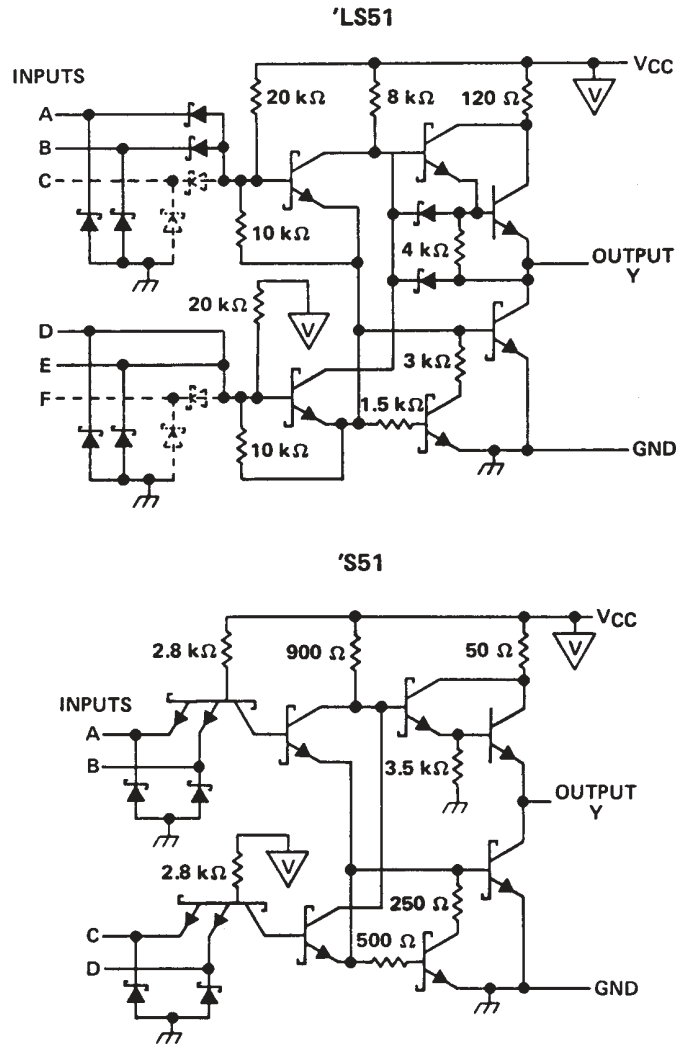 'LS51
INPUTS
VCC
V
20 kΩ
8 kΩ
120 Ω
A
B
C
10 kΩ
4 kΩ
OUTPUT
Y
20 kΩ
V
D
E
F
3 kΩ
1.5 kΩ
10 kΩ
GND
'S51
VCC
V
2.8 kΩ
900 Ω
50 Ω
INPUTS
A
B
3.5 kΩ
OUTPUT
Y
2.8 kΩ
V
250 Ω
C
D
500 Ω
GND